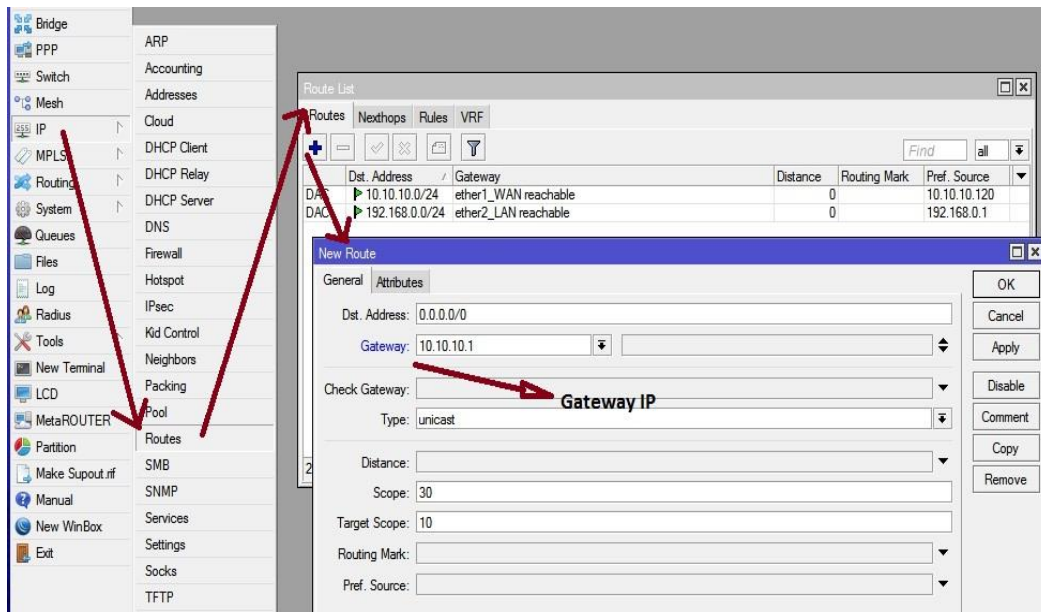 Bridge
PPP
Switch
Mesh
255
IP
MPLS
Routing
System
Queues
Files
Log
Radius
Tools
New Terminal
LCD
MetaROUTER
Partition
Make Supout.rif
Manual
New WinBox
Exit
ARP
Accounting
Addresses
Cloud
DHCP Client
DHCP Relay
DHCP Server
DNS
Firewall
Hotspot
IPsec
Kid Control
Neighbors
Packing
Pool
Routes
SMB
SNMP
Services
Settings
Socks
TFTP
Route List
Routes Nexthops Rules VRF
Find all
Dst. Address Gateway Distance Routing Mark Pref. Source
DAC 10.10.10.0/24 ether1_WAN reachable 0 10.10.10.120
DAC 192.168.0.0/24 ether2_LAN reachable 0 192.168.0.1
2
New Route
General Attributes
Dst. Address: 0.0.0.0/0
Gateway: 10.10.10.1
Check Gateway:
Gateway IP
Type: unicast
Distance:
Scope: 30
Target Scope: 10
Routing Mark:
Pref. Source:
OK
Cancel
Apply
Disable
Comment
Copy
Remove